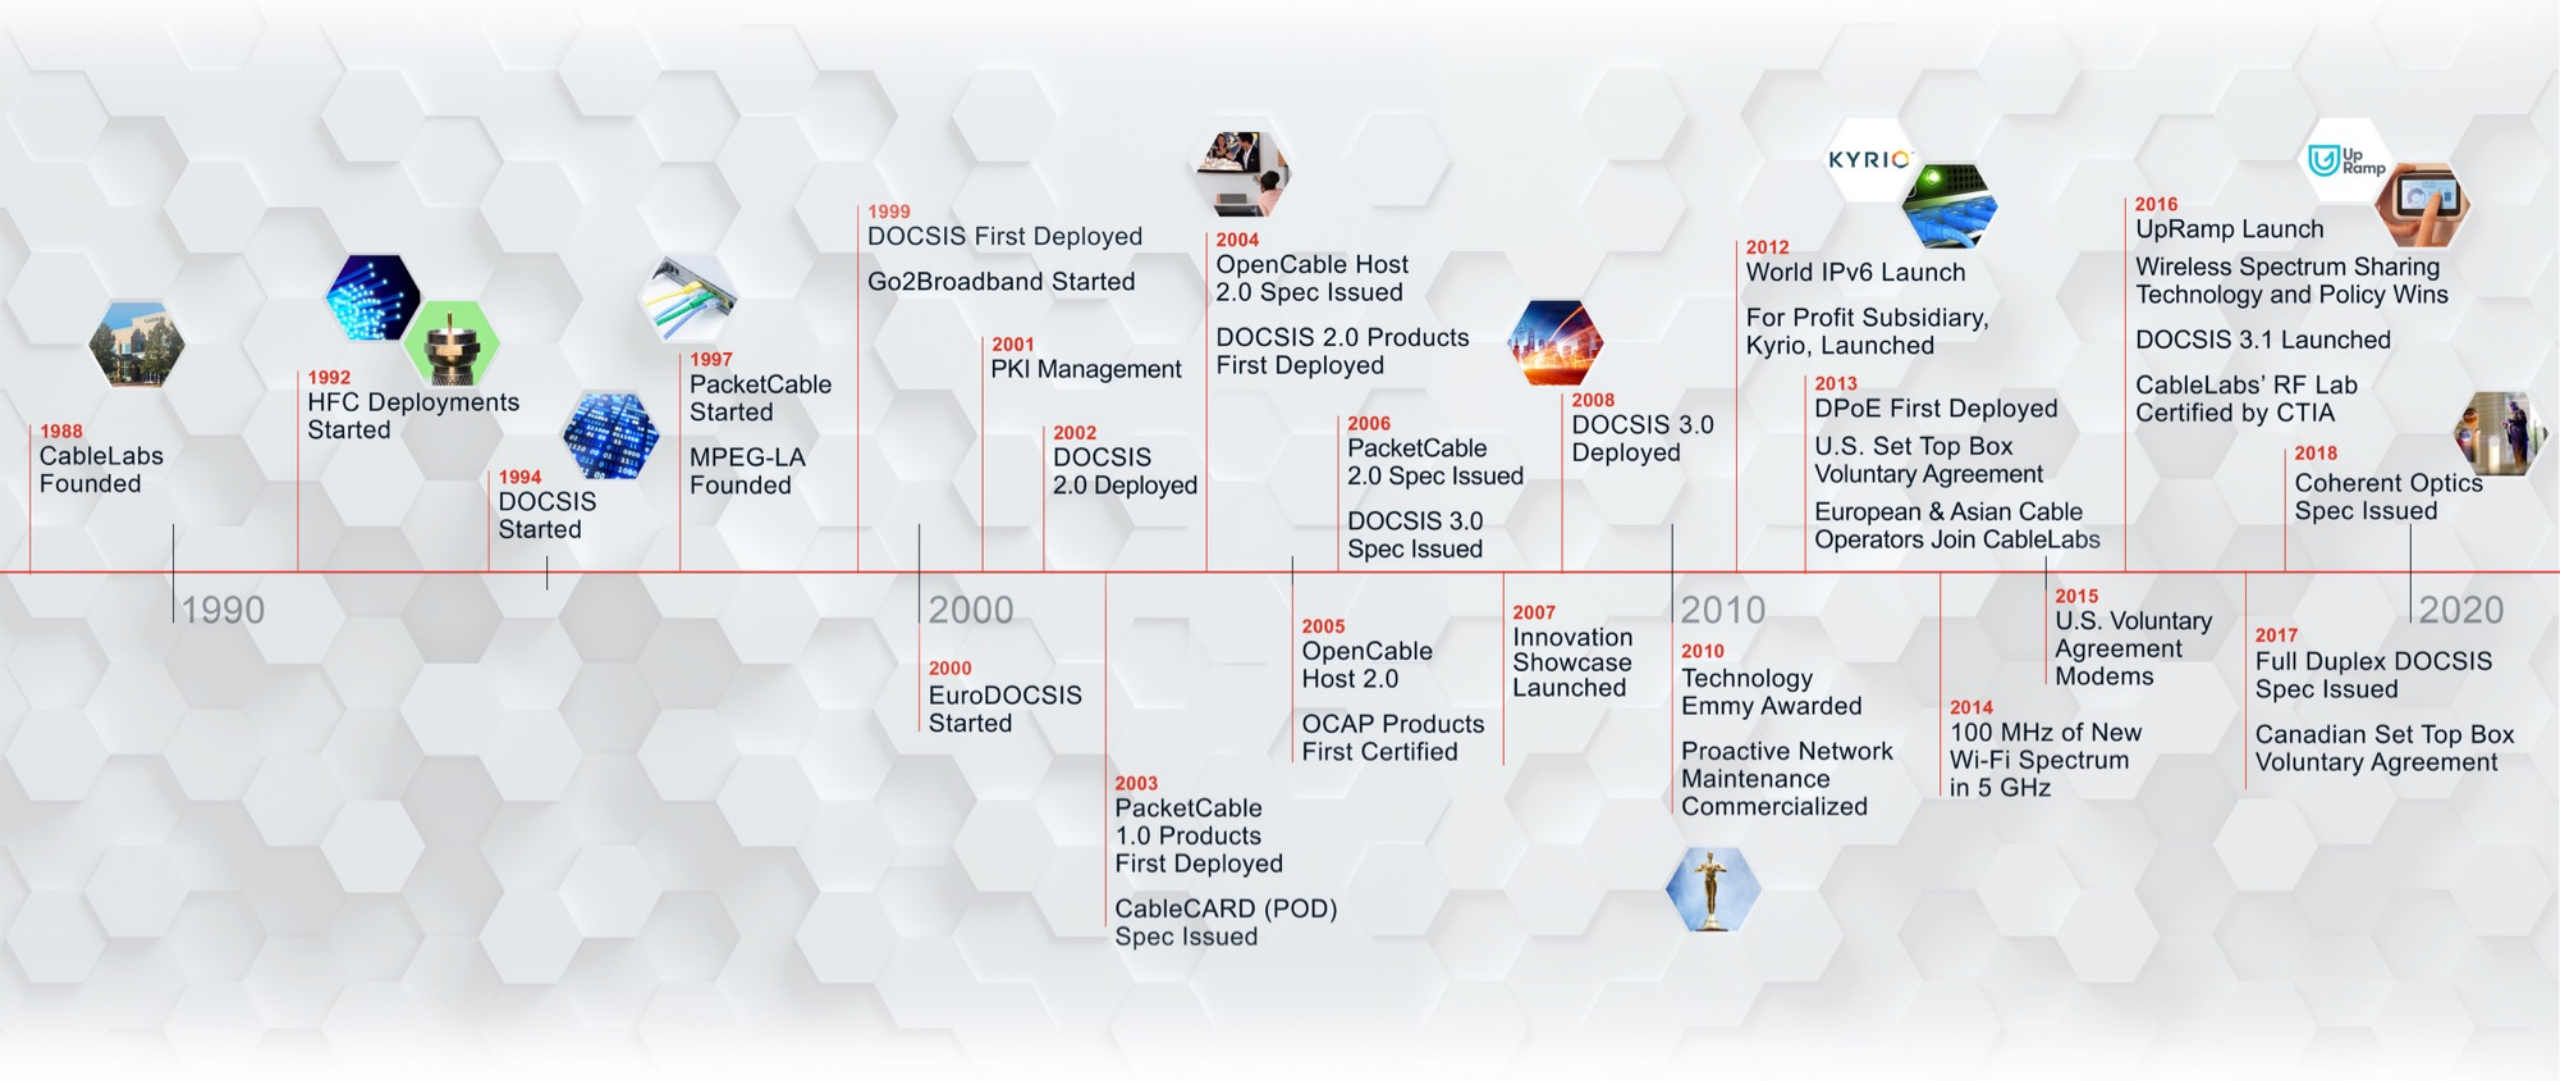 1988
CableLabs
Founded
1992
HFC Deployments
Started
1994
DOCSIS
Started
1997
PacketCable
Started
MPEG-LA
Founded
1999
DOCSIS First Deployed
Go2Broadband Started
2001
PKI Management
2002
DOCSIS
2.0 Deployed
2004
OpenCable Host
2.0 Spec Issued
DOCSIS 2.0 Products
First Deployed
2006
PacketCable
2.0 Spec Issued
DOCSIS 3.0
Spec Issued
2008
DOCSIS 3.0
Deployed
KYRIO
2012
World IPv6 Launch
For Profit Subsidiary,
Kyrio, Launched
2013
DPoE First Deployed
U.S. Set Top Box
Voluntary Agreement
European & Asian Cable
Operators Join CableLabs
Up
Ramp
2016
UpRamp Launch
Wireless Spectrum Sharing
Technology and Policy Wins
DOCSIS 3.1 Launched
CableLabs’ RF Lab
Certified by CTIA
2018
Coherent Optics
Spec Issued
1990
2000
2010
2020
2000
EuroDOCSIS
Started
2003
PacketCable
1.0 Products
First Deployed
CableCARD (POD)
Spec Issued
2005
OpenCable
Host 2.0
OCAP Products
First Certified
2007
Innovation
Showcase
Launched
2010
Technology
Emmy Awarded
Proactive Network
Maintenance
Commercialized
2014
100 MHz of New
Wi-Fi Spectrum
in 5 GHz
2015
U.S. Voluntary
Agreement
Modems
2017
Full Duplex DOCSIS
Spec Issued
Canadian Set Top Box
Voluntary Agreement